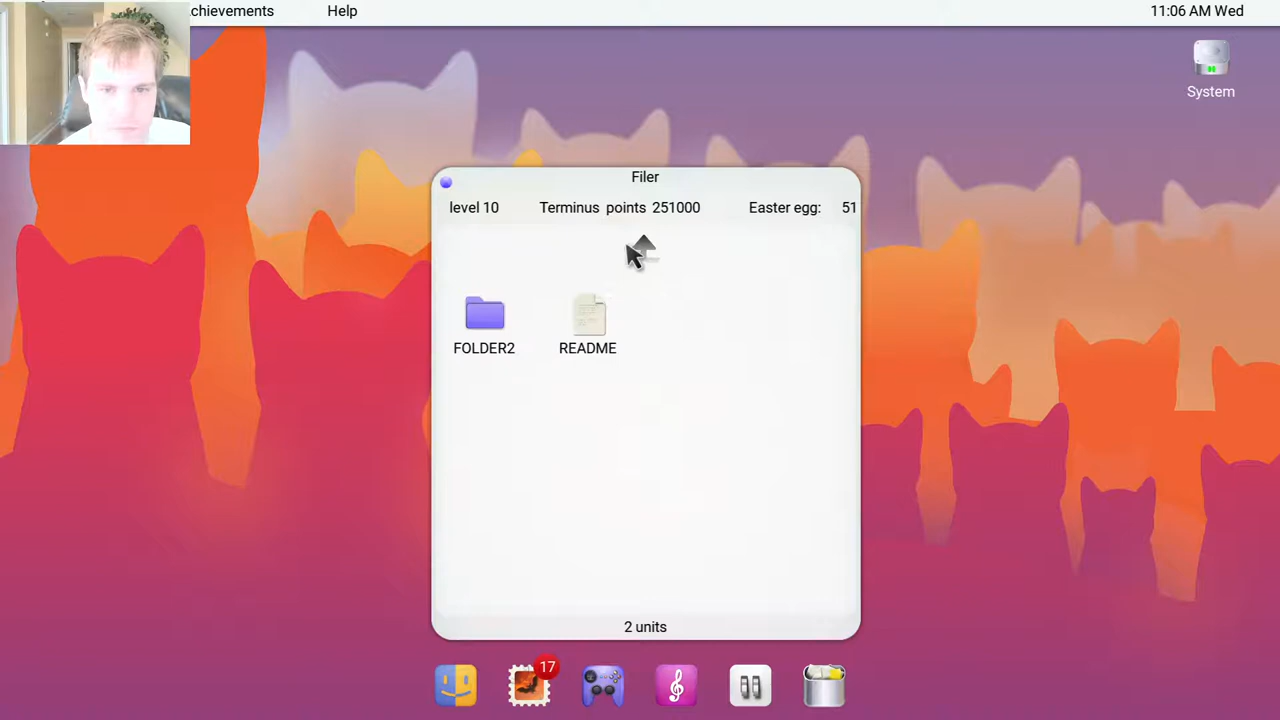 chievements Help 11:06 AM Wed
System
Filer
level 10 Terminus points 251000 Easter egg: 51
FOLDER2 README
2 units
17